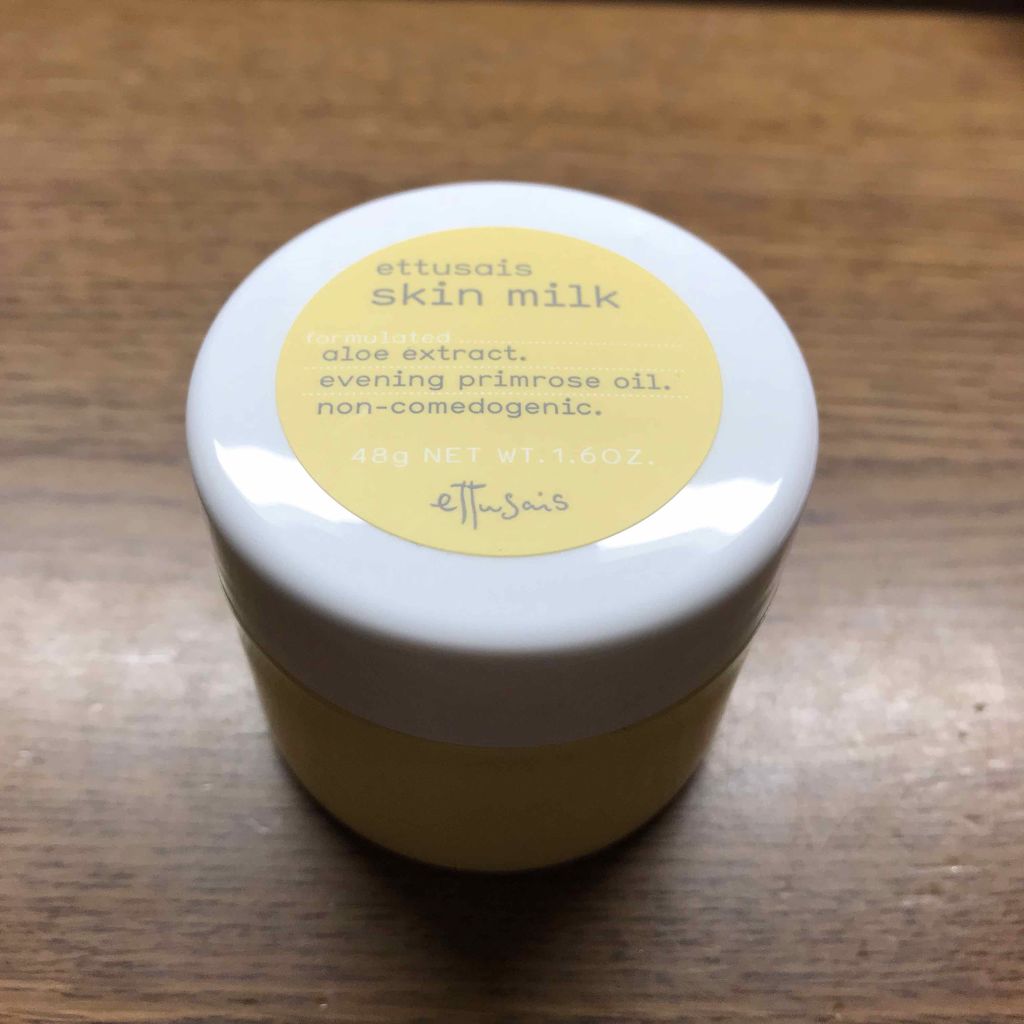 ettusais
skin milk
formulated
aloe extract.
evening primrose oil.
non-comedogenic.
48g NET WT.1.6OZ.
ettusais